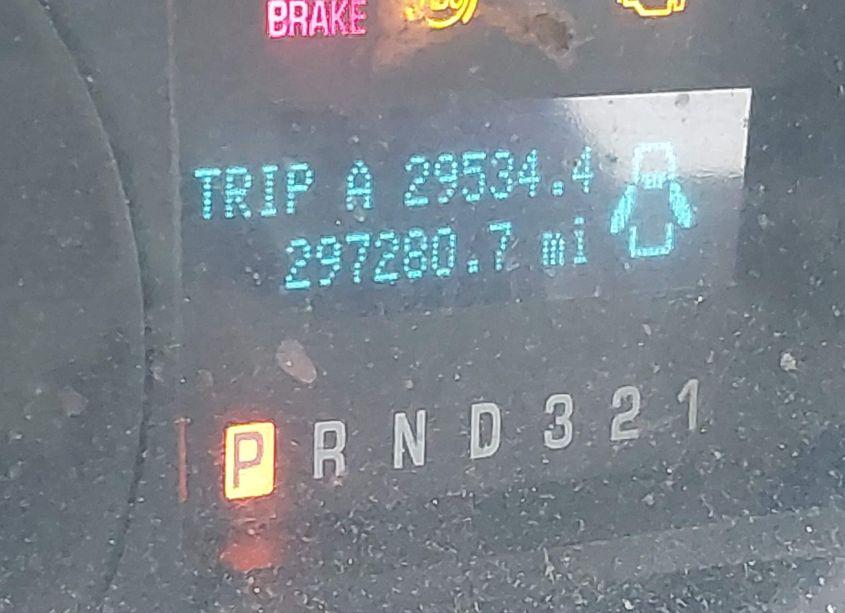 BRAKE
TRIP A 29534.4
297280.7 mi
P R N D 3 2 1